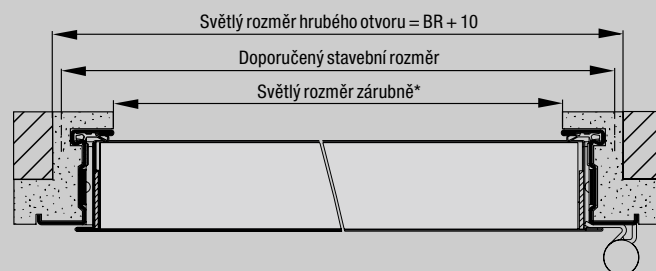 Světlý rozměr hrubého otvoru = BR + 10
Doporučený stavební rozměr
Světlý rozměr zárubně*